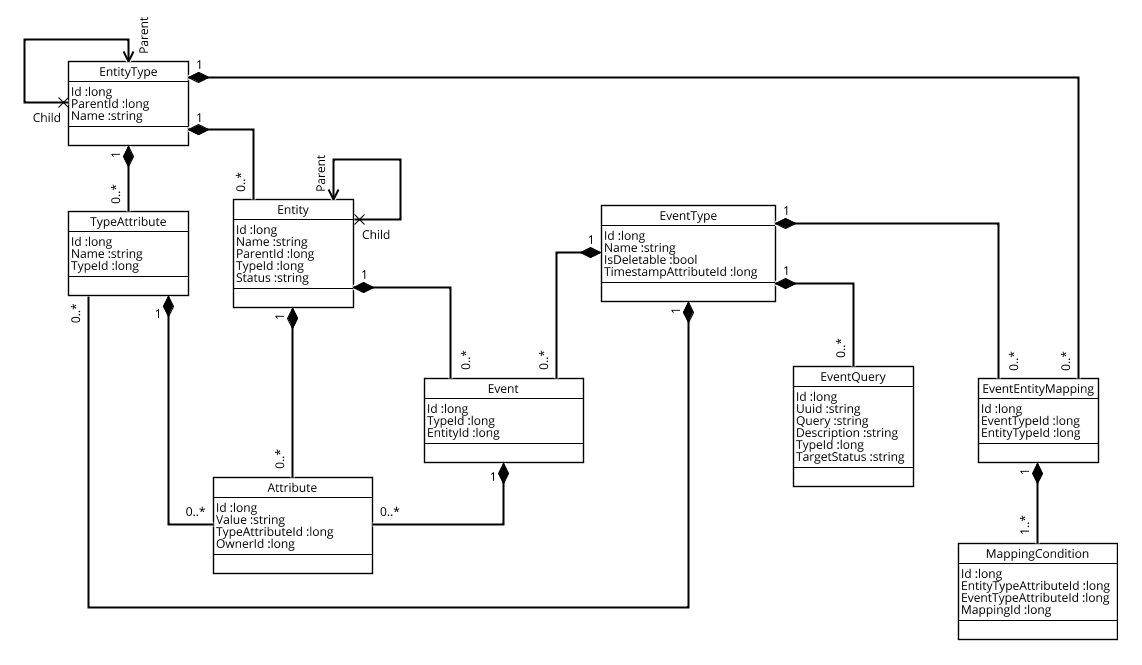 Parent
EntityType
Id :long
ParentId :long
Name :string
Child
1
1
1
0..*
0..*
Parent
TypeAttribute
Id :long
Name :string
TypeId :long
Entity
Id :long
Name :string
ParentId :long
TypeId :long
Status :string
Child
EventType
Id :long
Name :string
IsDeletable :bool
TimestampAttributeId :long
1
1
1
1
1
1
0..*
1
0..*
0..*
0..*
0..*
0..*
Event
Id :long
TypeId :long
EntityId :long
EventQuery
Id :long
Uuid :string
Query :string
Description :string
TypeId :long
TargetStatus :string
EventEntityMapping
Id :long
EventTypeId :long
EntityTypeId :long
0..*
1
1
Attribute
Id :long
Value :string
TypeAttributeId :long
OwnerId :long
0..*
0..*
1..*
MappingCondition
Id :long
EntityTypeAttributeId :long
EventTypeAttributeId :long
MappingId :long